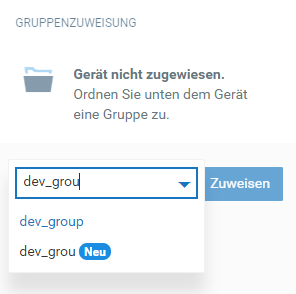 GRUPPENZUWEISUNG
Gerät nicht zugewiesen.
Ordnen Sie unten dem Gerät
eine Gruppe zu.
dev_grou
Zuweisen
dev_group
dev_grou Neu